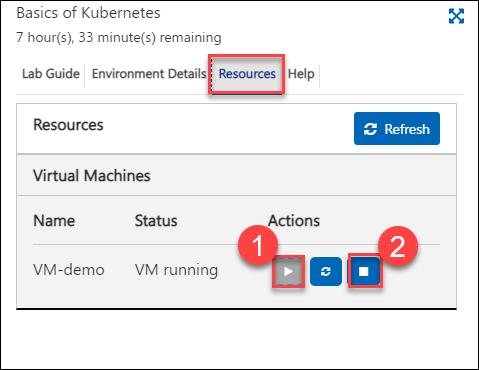 Basics of Kubernetes
7 hour(s), 33 minute(s) remaining
Lab Guide Environment Details Resources Help
Resources Refresh
Virtual Machines
Name Status Actions
1 2
VM-demo VM running